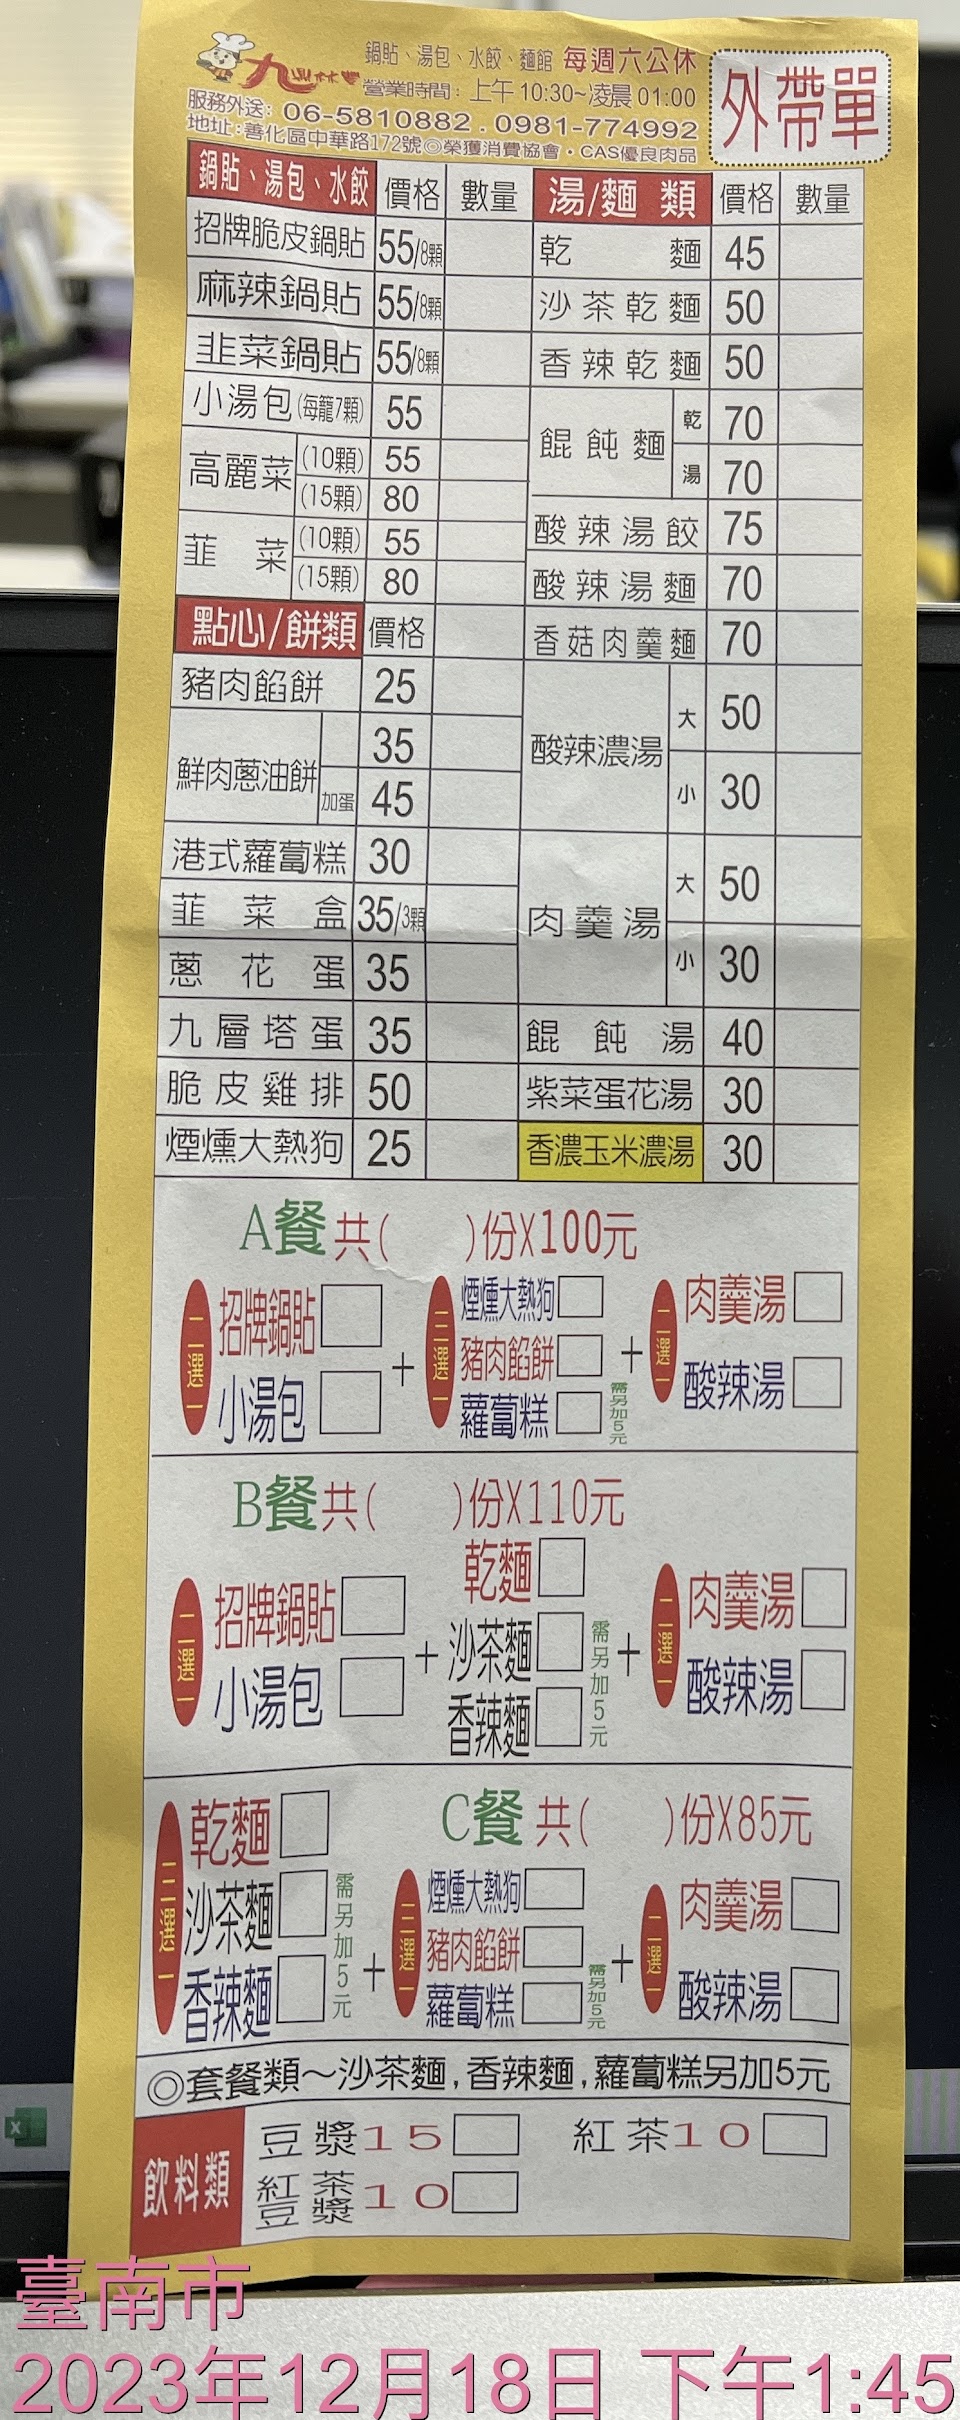 鍋貼、湯包、水餃、麵館 每週六公休
營業時間：上午 10:30~凌晨 01:00
服務外送：06-5810882．0981-774992
地址：善化區中華路172號◎榮獲消費協會・CAS優良肉品
外帶單
鍋貼、湯包、水餃 價格 數量
招牌脆皮鍋貼 55/8顆
麻辣鍋貼 55/8顆
韭菜鍋貼 55/8顆
小湯包(每籠7顆) 55
高麗菜 (10顆) 55
(15顆) 80
韭菜 (10顆) 55
(15顆) 80
點心/餅類 價格
豬肉餡餅 25
鮮肉蔥油餅 35
加蛋 45
港式蘿蔔糕 30
韭菜盒 35/3顆
蔥花蛋 35
九層塔蛋 35
脆皮雞排 50
煙燻大熱狗 25
湯/麵類 價格 數量
乾麵 45
沙茶乾麵 50
香辣乾麵 50
餛飩麵 乾 70
湯 70
酸辣湯餃 75
酸辣湯麵 70
香菇肉羹麵 70
酸辣濃湯 大 50
小 30
肉羹湯 大 50
小 30
餛飩湯 40
紫菜蛋花湯 30
香濃玉米濃湯 30
A餐 共( )份X100元
二選一 招牌鍋貼
小湯包
+
三選一 煙燻大熱狗
豬肉餡餅
蘿蔔糕 需另加5元
+
二選一 肉羹湯
酸辣湯
B餐 共( )份X110元
二選一 招牌鍋貼
小湯包
+
乾麵
沙茶麵
香辣麵
需另加5元
+
二選一 肉羹湯
酸辣湯
C餐 共( )份X85元
三選一 乾麵
沙茶麵
香辣麵
需另加5元
+
三選一 煙燻大熱狗
豬肉餡餅
蘿蔔糕 需另加5元
+
二選一 肉羹湯
酸辣湯
◎套餐類～沙茶麵,香辣麵,蘿蔔糕另加5元
飲料類
豆漿15 紅茶10
紅茶豆漿10
臺南市
2023年12月18日 下午1:45